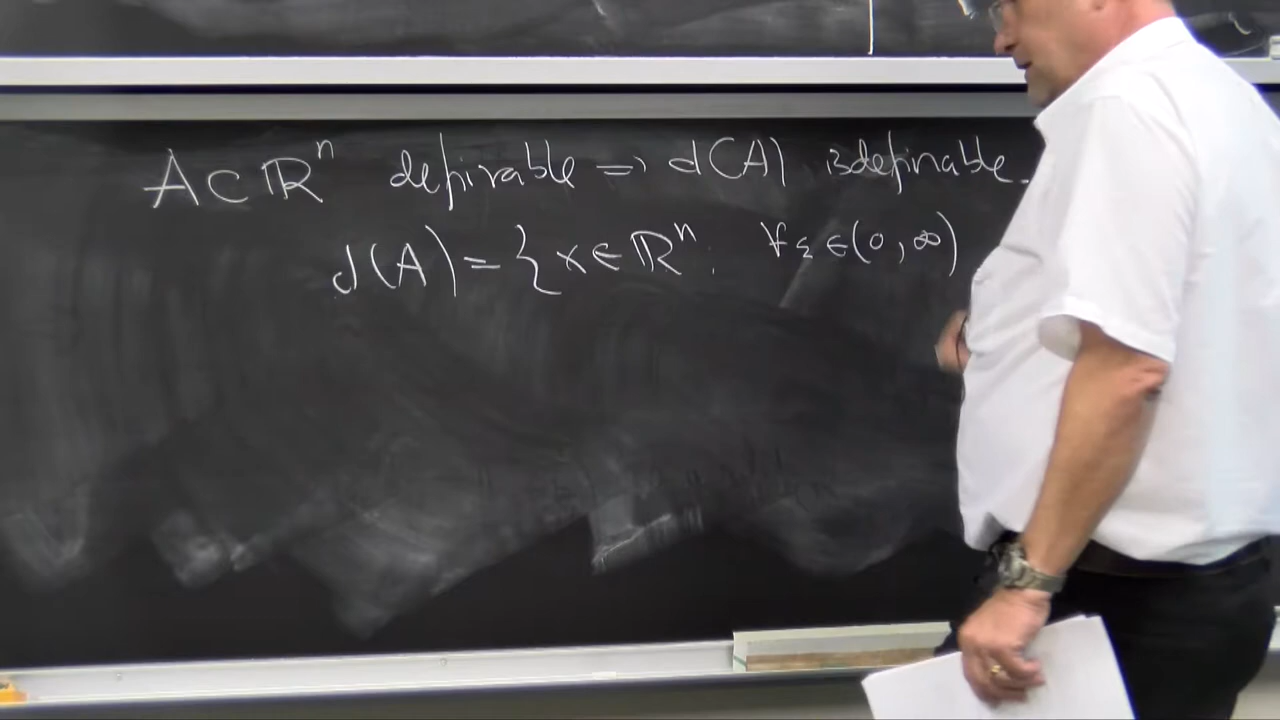 A ⊂ ℝⁿ definable => cl(A) is definable.
cl(A) = { x ∈ ℝⁿ : ∀ε ∈ (0, ∞)